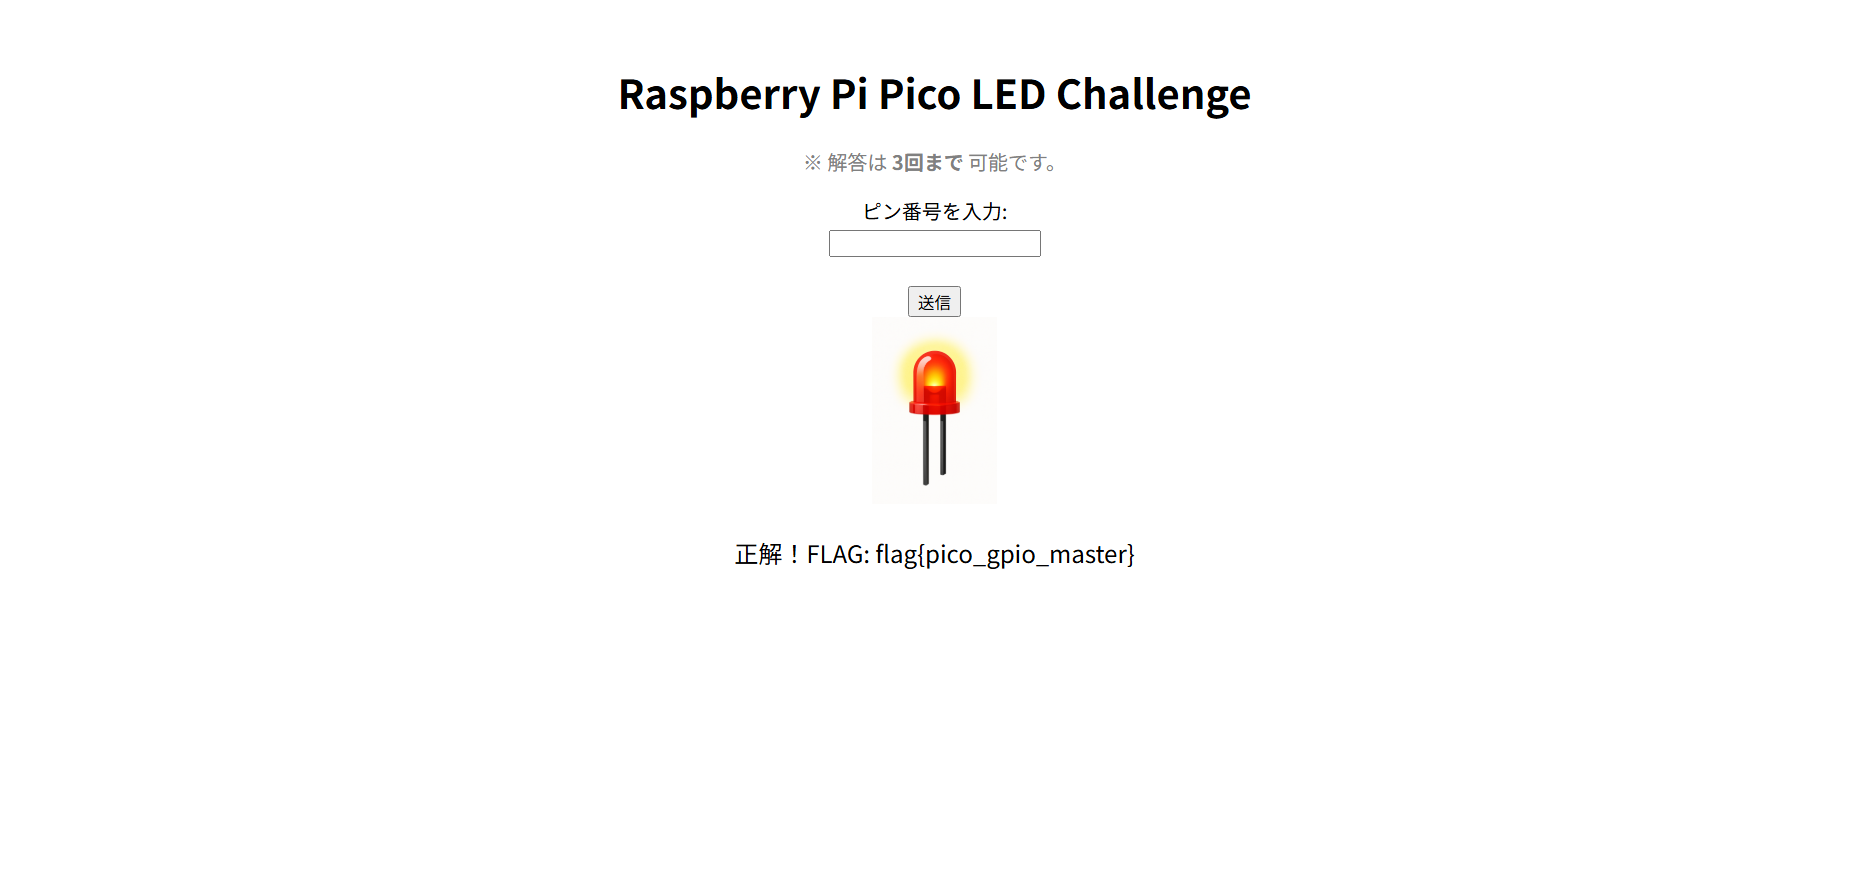 Raspberry Pi Pico LED Challenge
※ 解答は 3回まで 可能です。
ピン番号を入力:
送信
正解！FLAG: flag{pico_gpio_master}